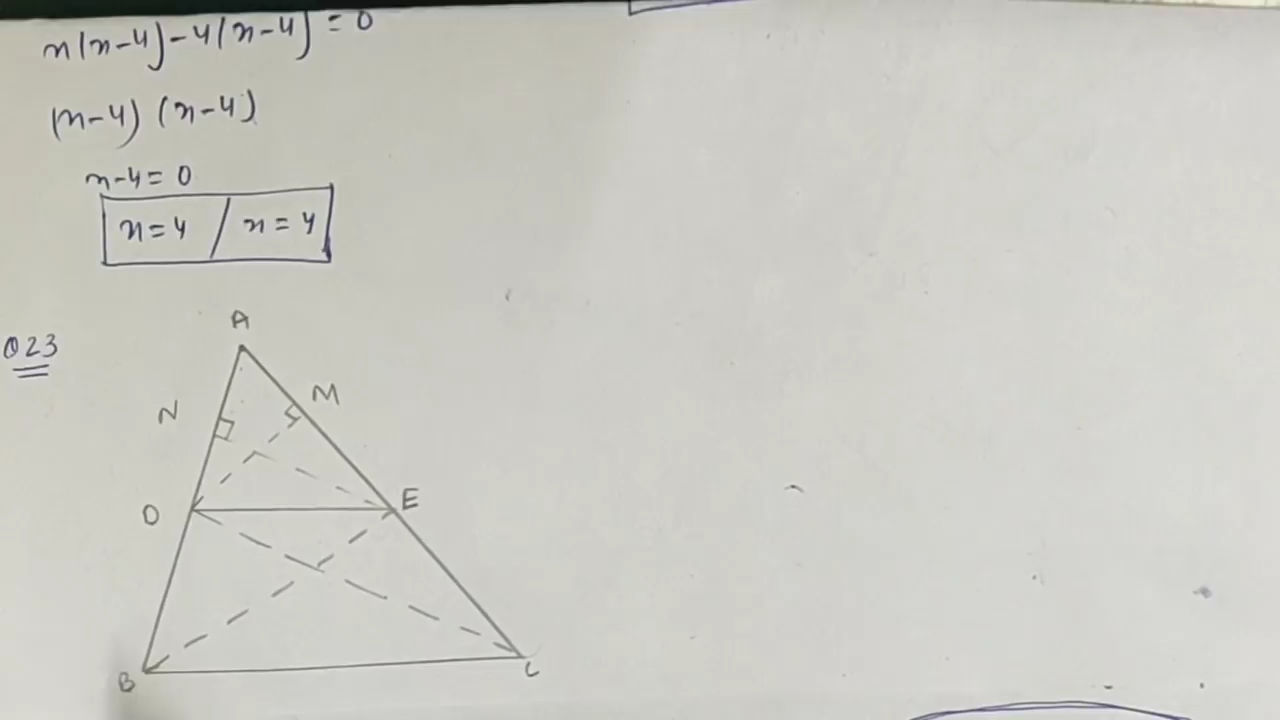 x(x-4)-4(x-4)=0
(x-4) (x-4)
x-4=0
x=4 / x=4
Q23
A
N
M
D
E
B
C